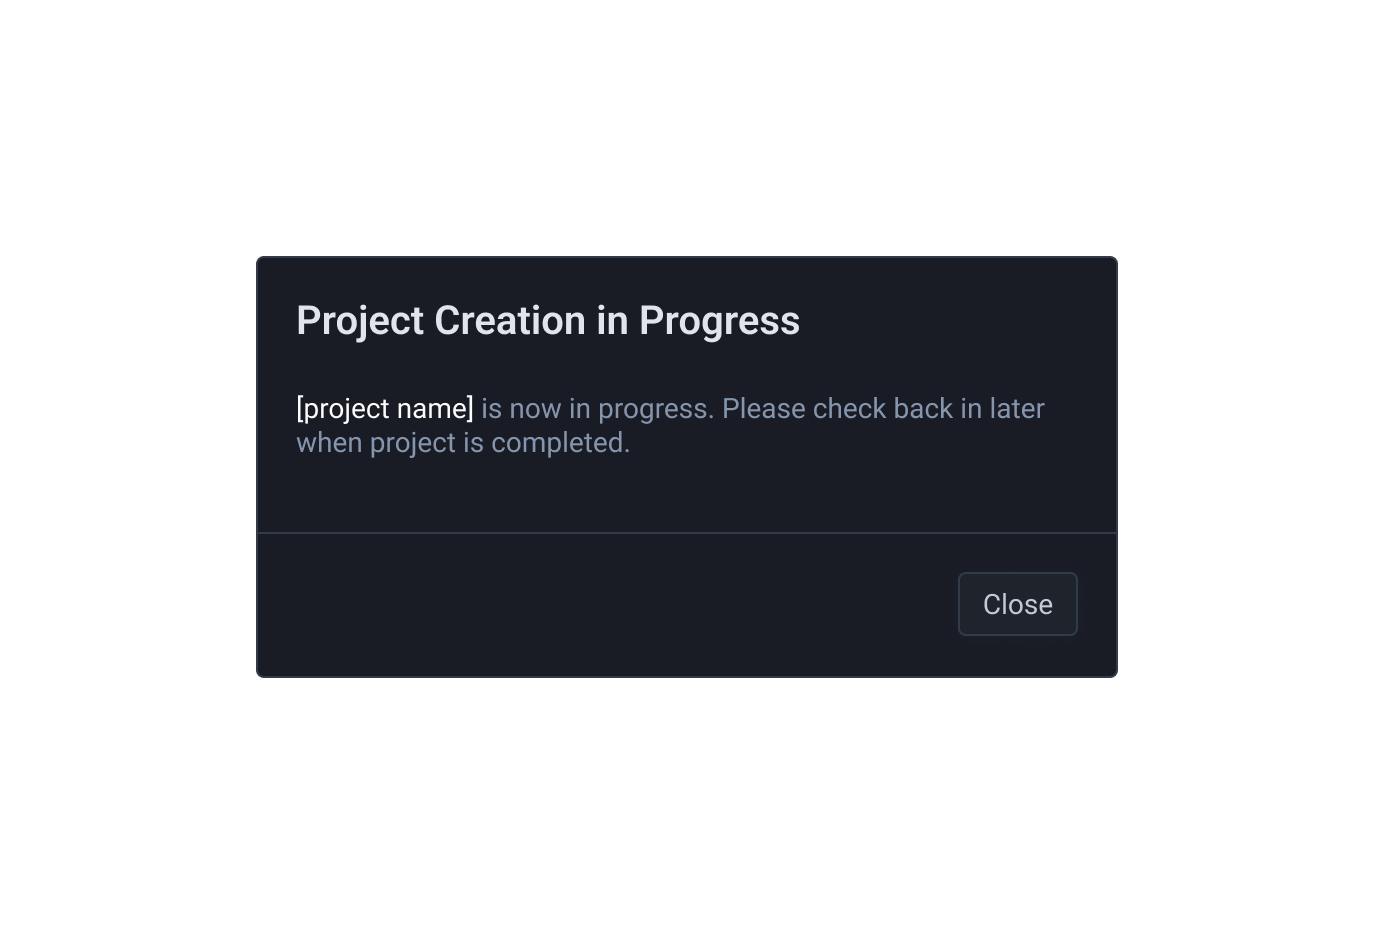 Project Creation in Progress
[project name] is now in progress. Please check back in later
when project is completed.
Close